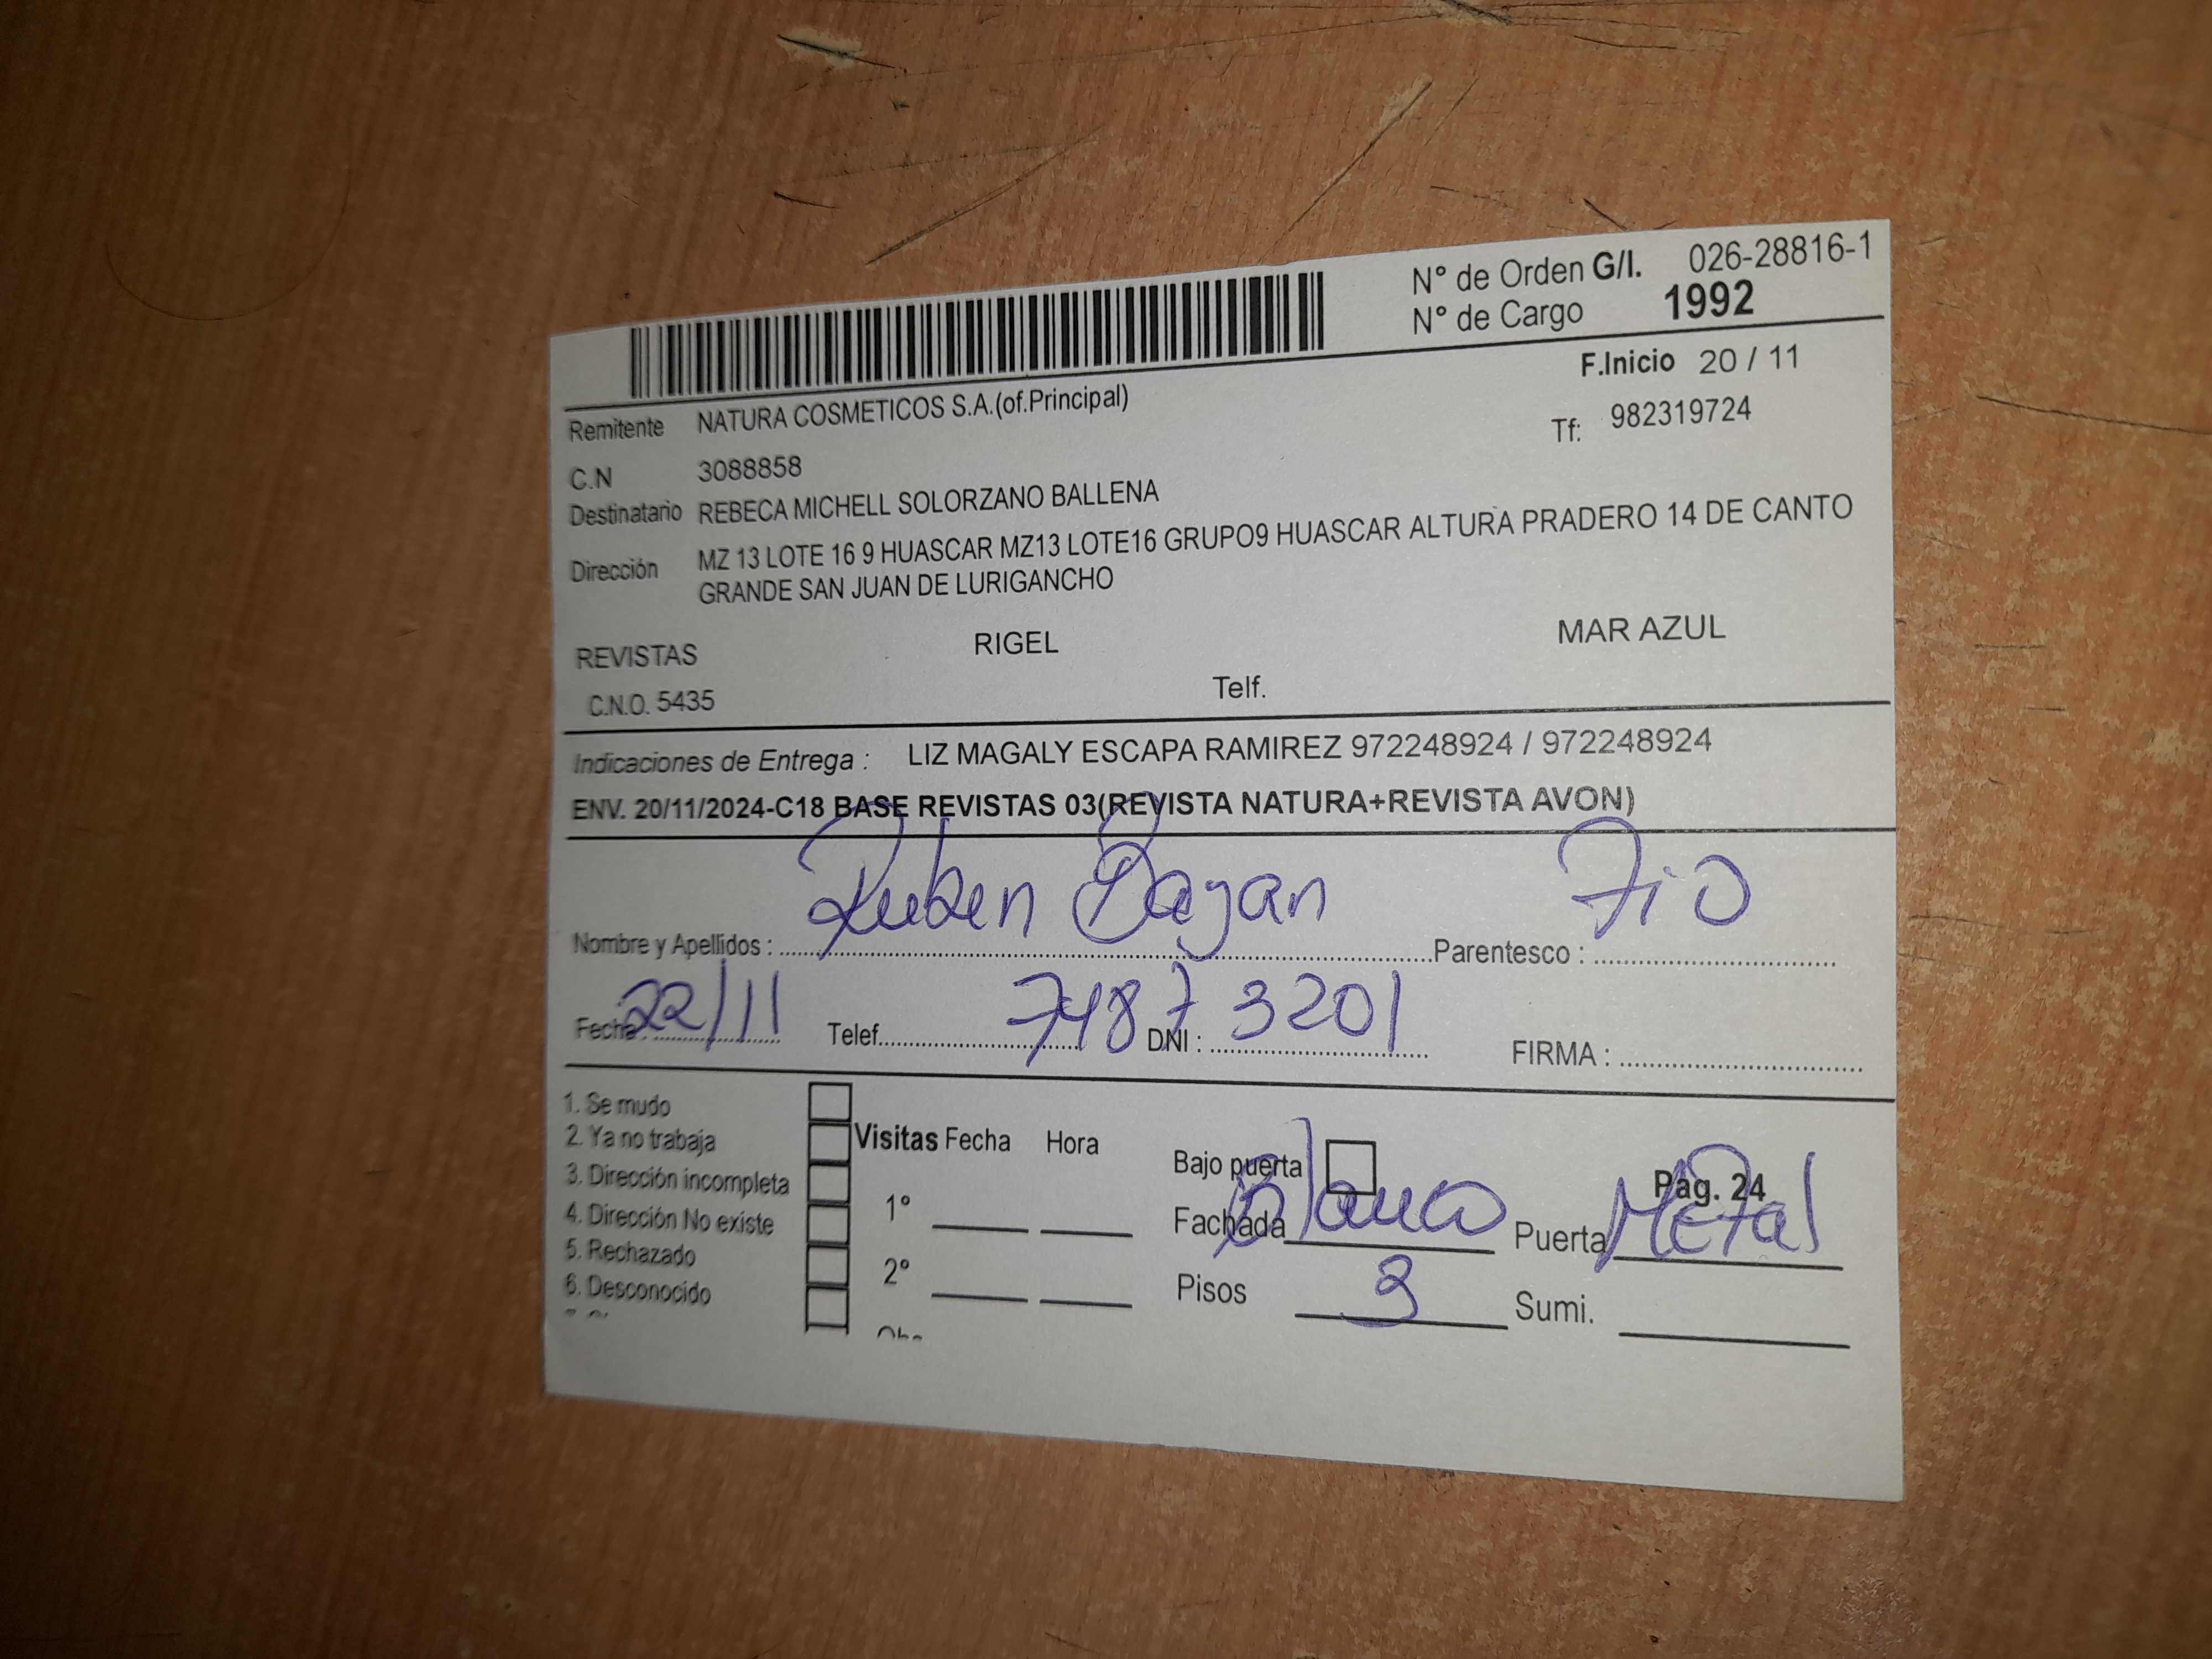 N° de Orden G/I. 026-28816-1
N° de Cargo 1992
F.Inicio 20 / 11
Remitente NATURA COSMETICOS S.A.(of.Principal)
Tf: 982319724
C.N 3088858
Destinatario REBECA MICHELL SOLORZANO BALLENA
Dirección MZ 13 LOTE 16 9 HUASCAR MZ13 LOTE16 GRUPO9 HUASCAR ALTURA PRADERO 14 DE CANTO
GRANDE SAN JUAN DE LURIGANCHO
REVISTAS RIGEL MAR AZUL
C.N.O. 5435 Telf.
Indicaciones de Entrega : LIZ MAGALY ESCAPA RAMIREZ 972248924 / 972248924
ENV. 20/11/2024-C18 BASE REVISTAS 03(REVISTA NATURA+REVISTA AVON)
Nombre y Apellidos : Ruben Bazan Parentesco : Tio
Fecha : 22/11 Telef. DNI : 74873201 FIRMA :
1. Se mudo
2. Ya no trabaja
3. Dirección incompleta
4. Dirección No existe
5. Rechazado
6. Desconocido
Visitas Fecha Hora
1°
2°
Bajo puerta Pag. 24
Fachada Blanco Puerta Metal
Pisos 3 Sumi.